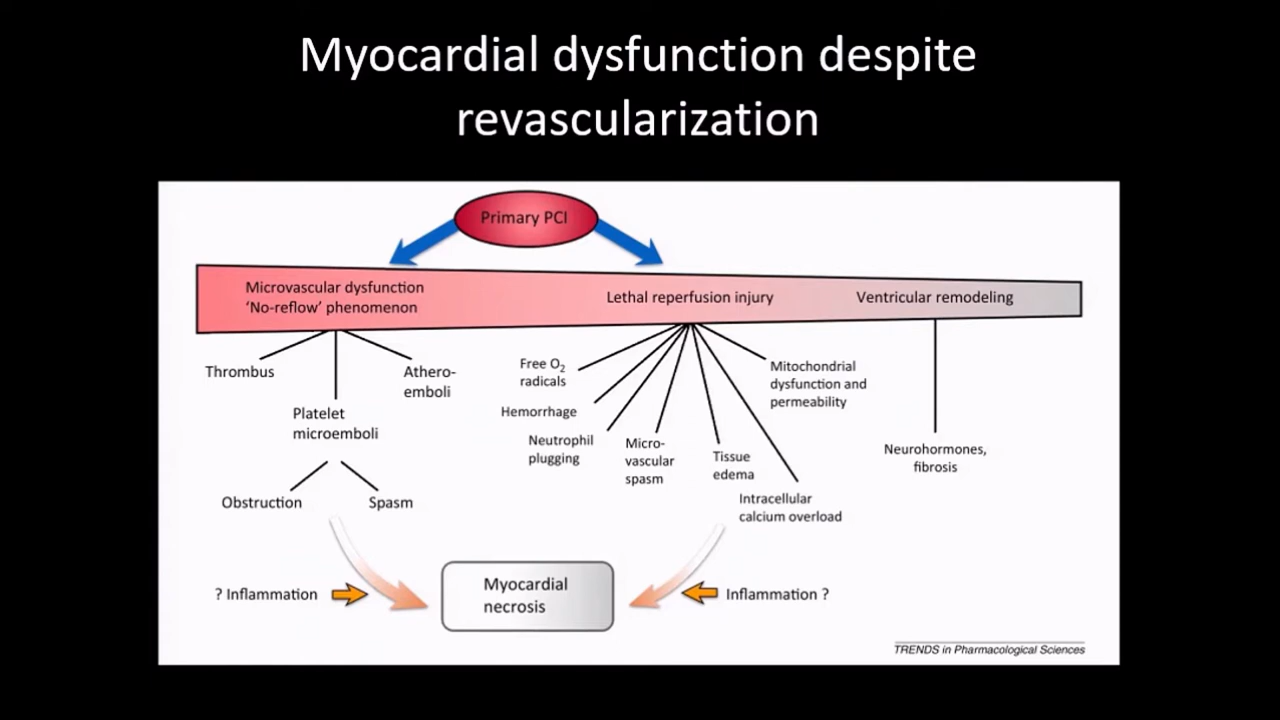 Myocardial dysfunction despite
revascularization
Primary PCI
Microvascular dysfunction
‘No-reflow’ phenomenon
Lethal reperfusion injury
Ventricular remodeling
Thrombus
Platelet
microemboli
Athero-
emboli
Obstruction
Spasm
Free O₂
radicals
Hemorrhage
Neutrophil
plugging
Micro-
vascular
spasm
Tissue
edema
Intracellular
calcium overload
Mitochondrial
dysfunction and
permeability
Neurohormones,
fibrosis
? Inflammation
Myocardial
necrosis
Inflammation ?
TRENDS in Pharmacological Sciences